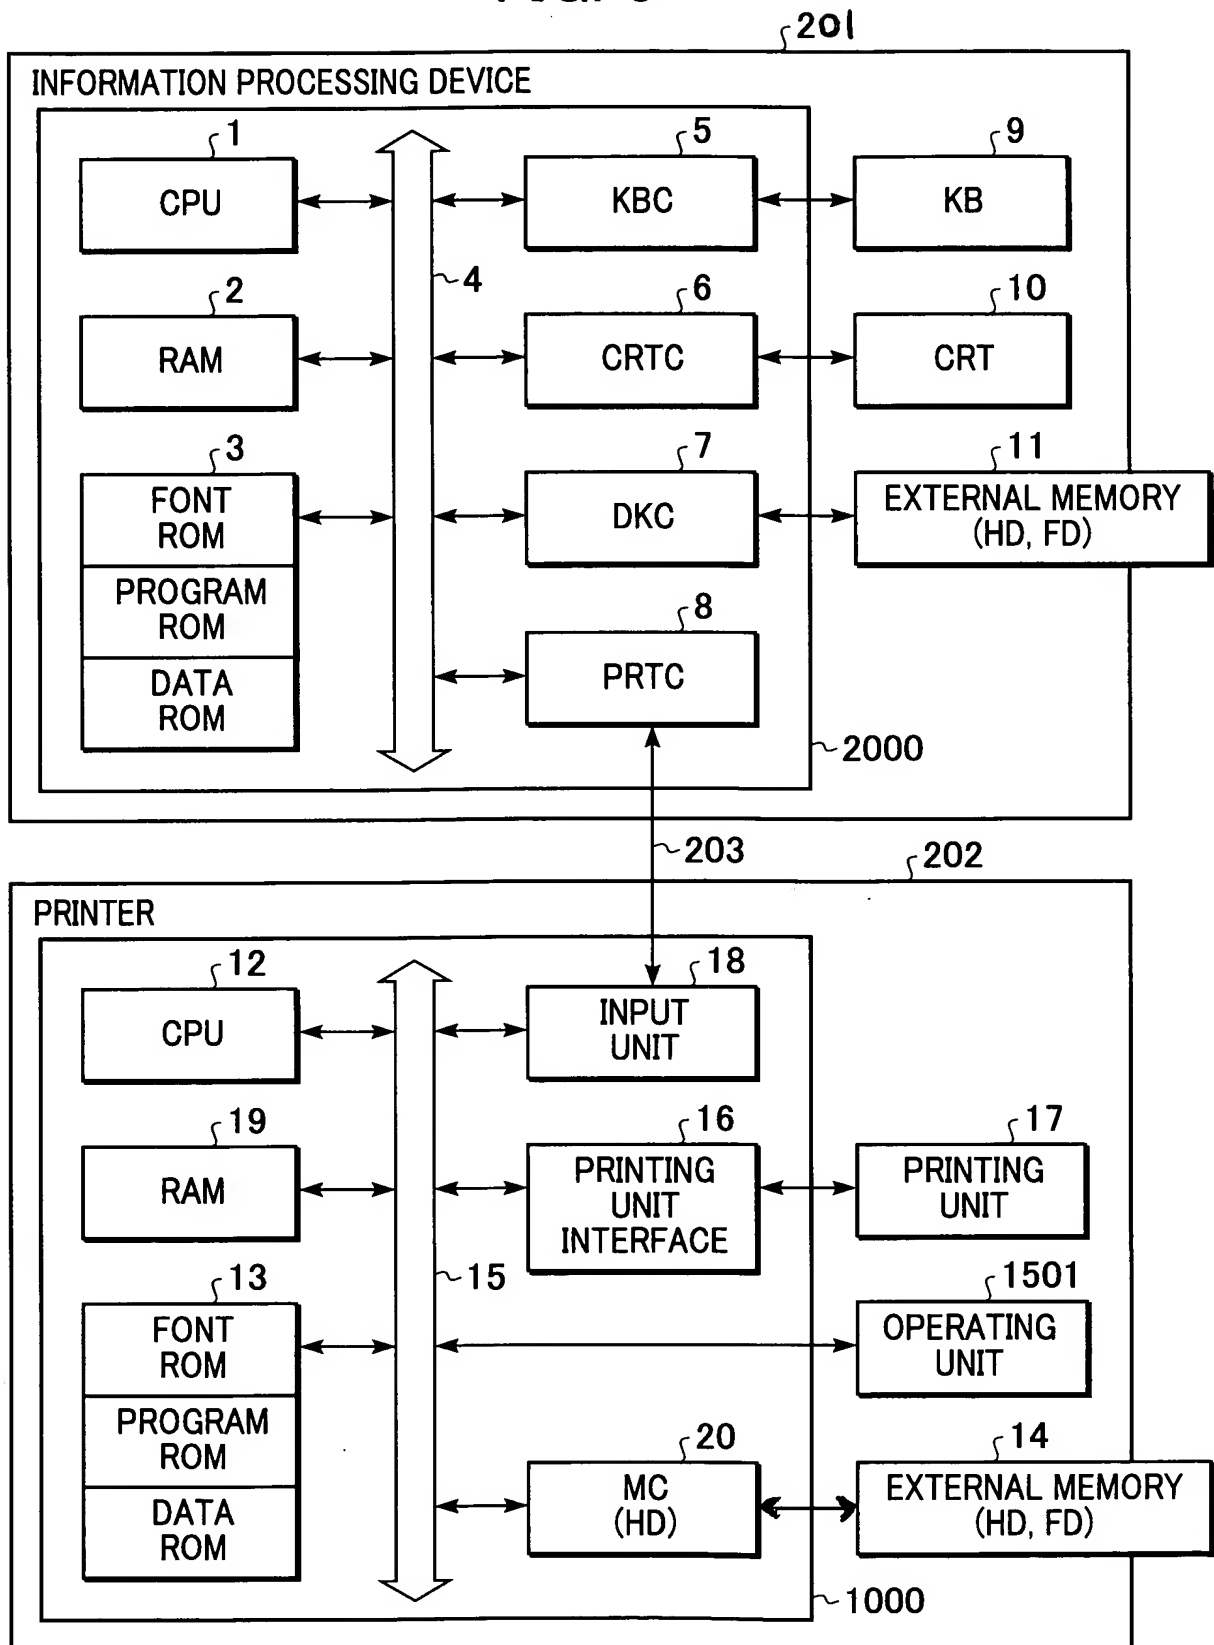 201
INFORMATION PROCESSING DEVICE
1
CPU
5
KBC
9
KB
4
2
RAM
6
CRTC
10
CRT
3
FONT
ROM
PROGRAM
ROM
DATA
ROM
7
DKC
11
EXTERNAL MEMORY
(HD, FD)
8
PRTC
2000
203
202
PRINTER
12
CPU
18
INPUT
UNIT
19
RAM
16
PRINTING
UNIT
INTERFACE
17
PRINTING
UNIT
15
13
FONT
ROM
PROGRAM
ROM
DATA
ROM
1501
OPERATING
UNIT
20
MC
(HD)
14
EXTERNAL MEMORY
(HD, FD)
1000